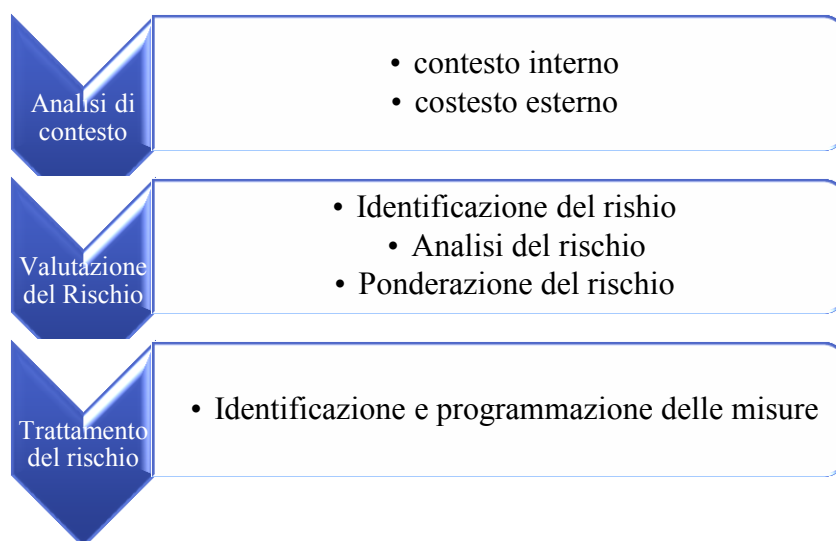 Analisi di
contesto
• contesto interno
• costesto esterno
Valutazione
del Rischio
• Identificazione del rishio
• Analisi del rischio
• Ponderazione del rischio
Trattamento
del rischio
• Identificazione e programmazione delle misure